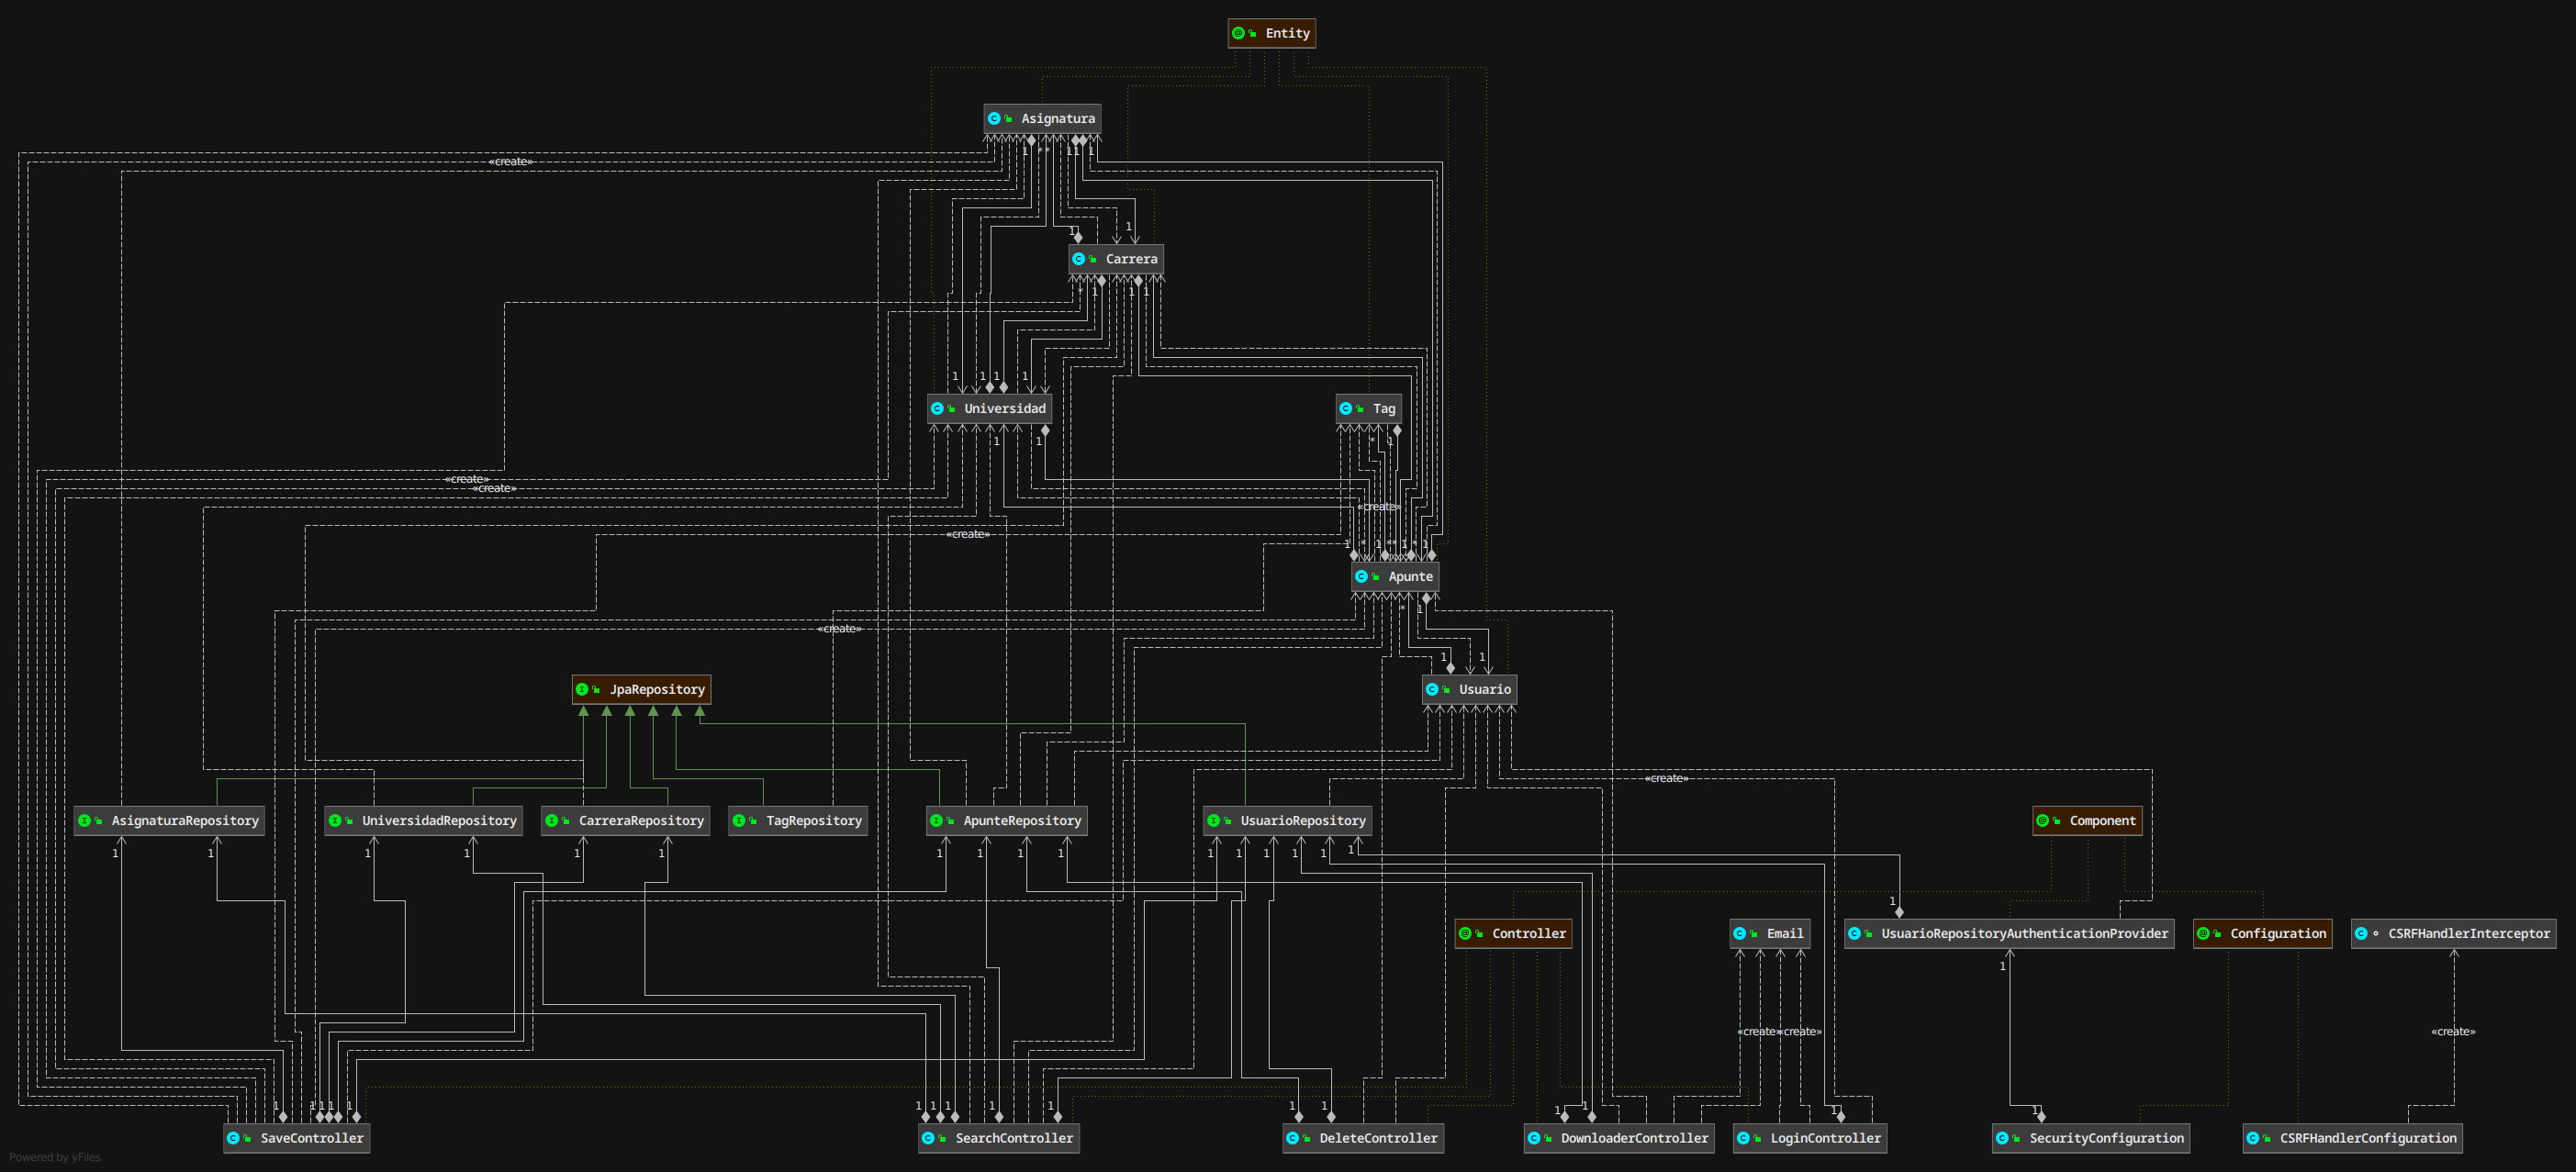 Entity
Asignatura
«create»
Carrera
Universidad
Tag
«create»
«create»
«create»
«create»
Apunte
«create»
JpaRepository
Usuario
«create»
AsignaturaRepository
UniversidadRepository
CarreraRepository
TagRepository
ApunteRepository
UsuarioRepository
Component
Controller
Email
UsuarioRepositoryAuthenticationProvider
Configuration
CSRFHandlerInterceptor
«create»
«create»
«create»
SaveController
SearchController
DeleteController
DownloaderController
LoginController
SecurityConfiguration
CSRFHandlerConfiguration
Powered by yFiles